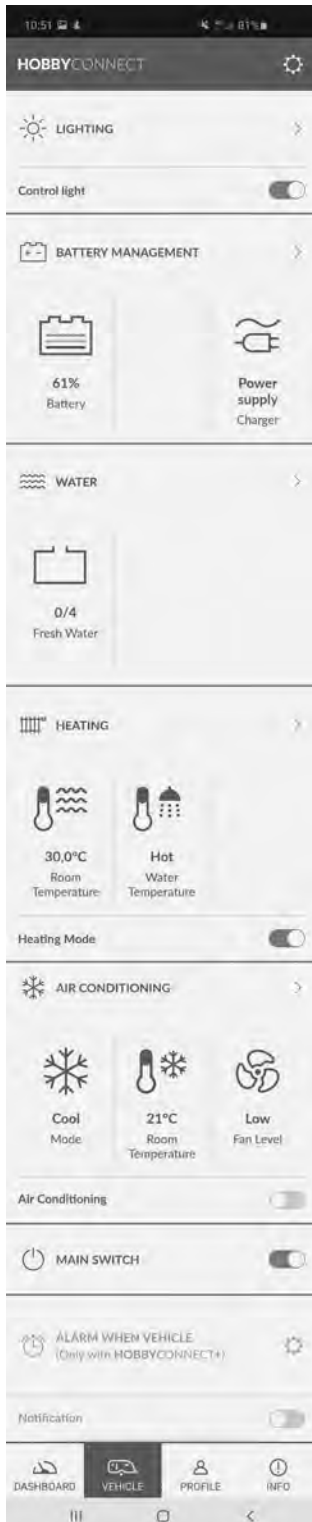 10:51 81%
HOBBYCONNECT
LIGHTING
Control light
BATTERY MANAGEMENT
61%
Battery
Power
supply
Charger
WATER
0/4
Fresh Water
HEATING
30,0°C
Room
Temperature
Hot
Water
Temperature
Heating Mode
AIR CONDITIONING
Cool
Mode
21°C
Room
Temperature
Low
Fan Level
Air Conditioning
MAIN SWITCH
ALARM WHEN VEHICLE
(Only with HOBBYCONNECT+)
Notification
DASHBOARD VEHICLE PROFILE INFO